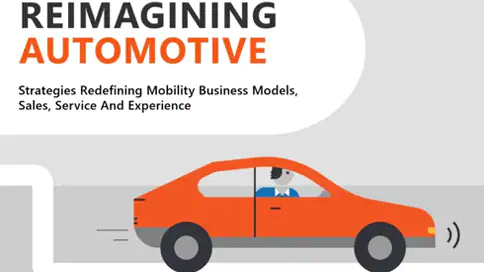 REIMAGINING
AUTOMOTIVE
Strategies Redefining Mobility Business Models,
Sales, Service And Experience